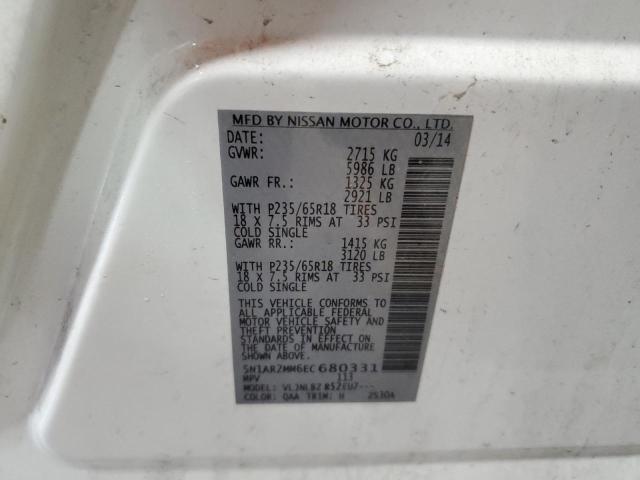 MFD BY NISSAN MOTOR CO., LTD.
DATE: 03/14
GVWR: 2715 KG
5986 LB
GAWR FR.: 1325 KG
2921 LB
WITH P235/65R18 TIRES
18 X 7.5 RIMS AT 33 PSI
COLD SINGLE
GAWR RR.: 1415 KG
3120 LB
WITH P235/65R18 TIRES
18 X 7.5 RIMS AT 33 PSI
COLD SINGLE
THIS VEHICLE CONFORMS TO
ALL APPLICABLE FEDERAL
MOTOR VEHICLE SAFETY AND
THEFT PREVENTION
STANDARDS IN EFFECT ON
THE DATE OF MANUFACTURE
SHOWN ABOVE.
5N1AR2MM6EC680331
MPV 113
MODEL:
COLOR: QAA TRIM: H 25304